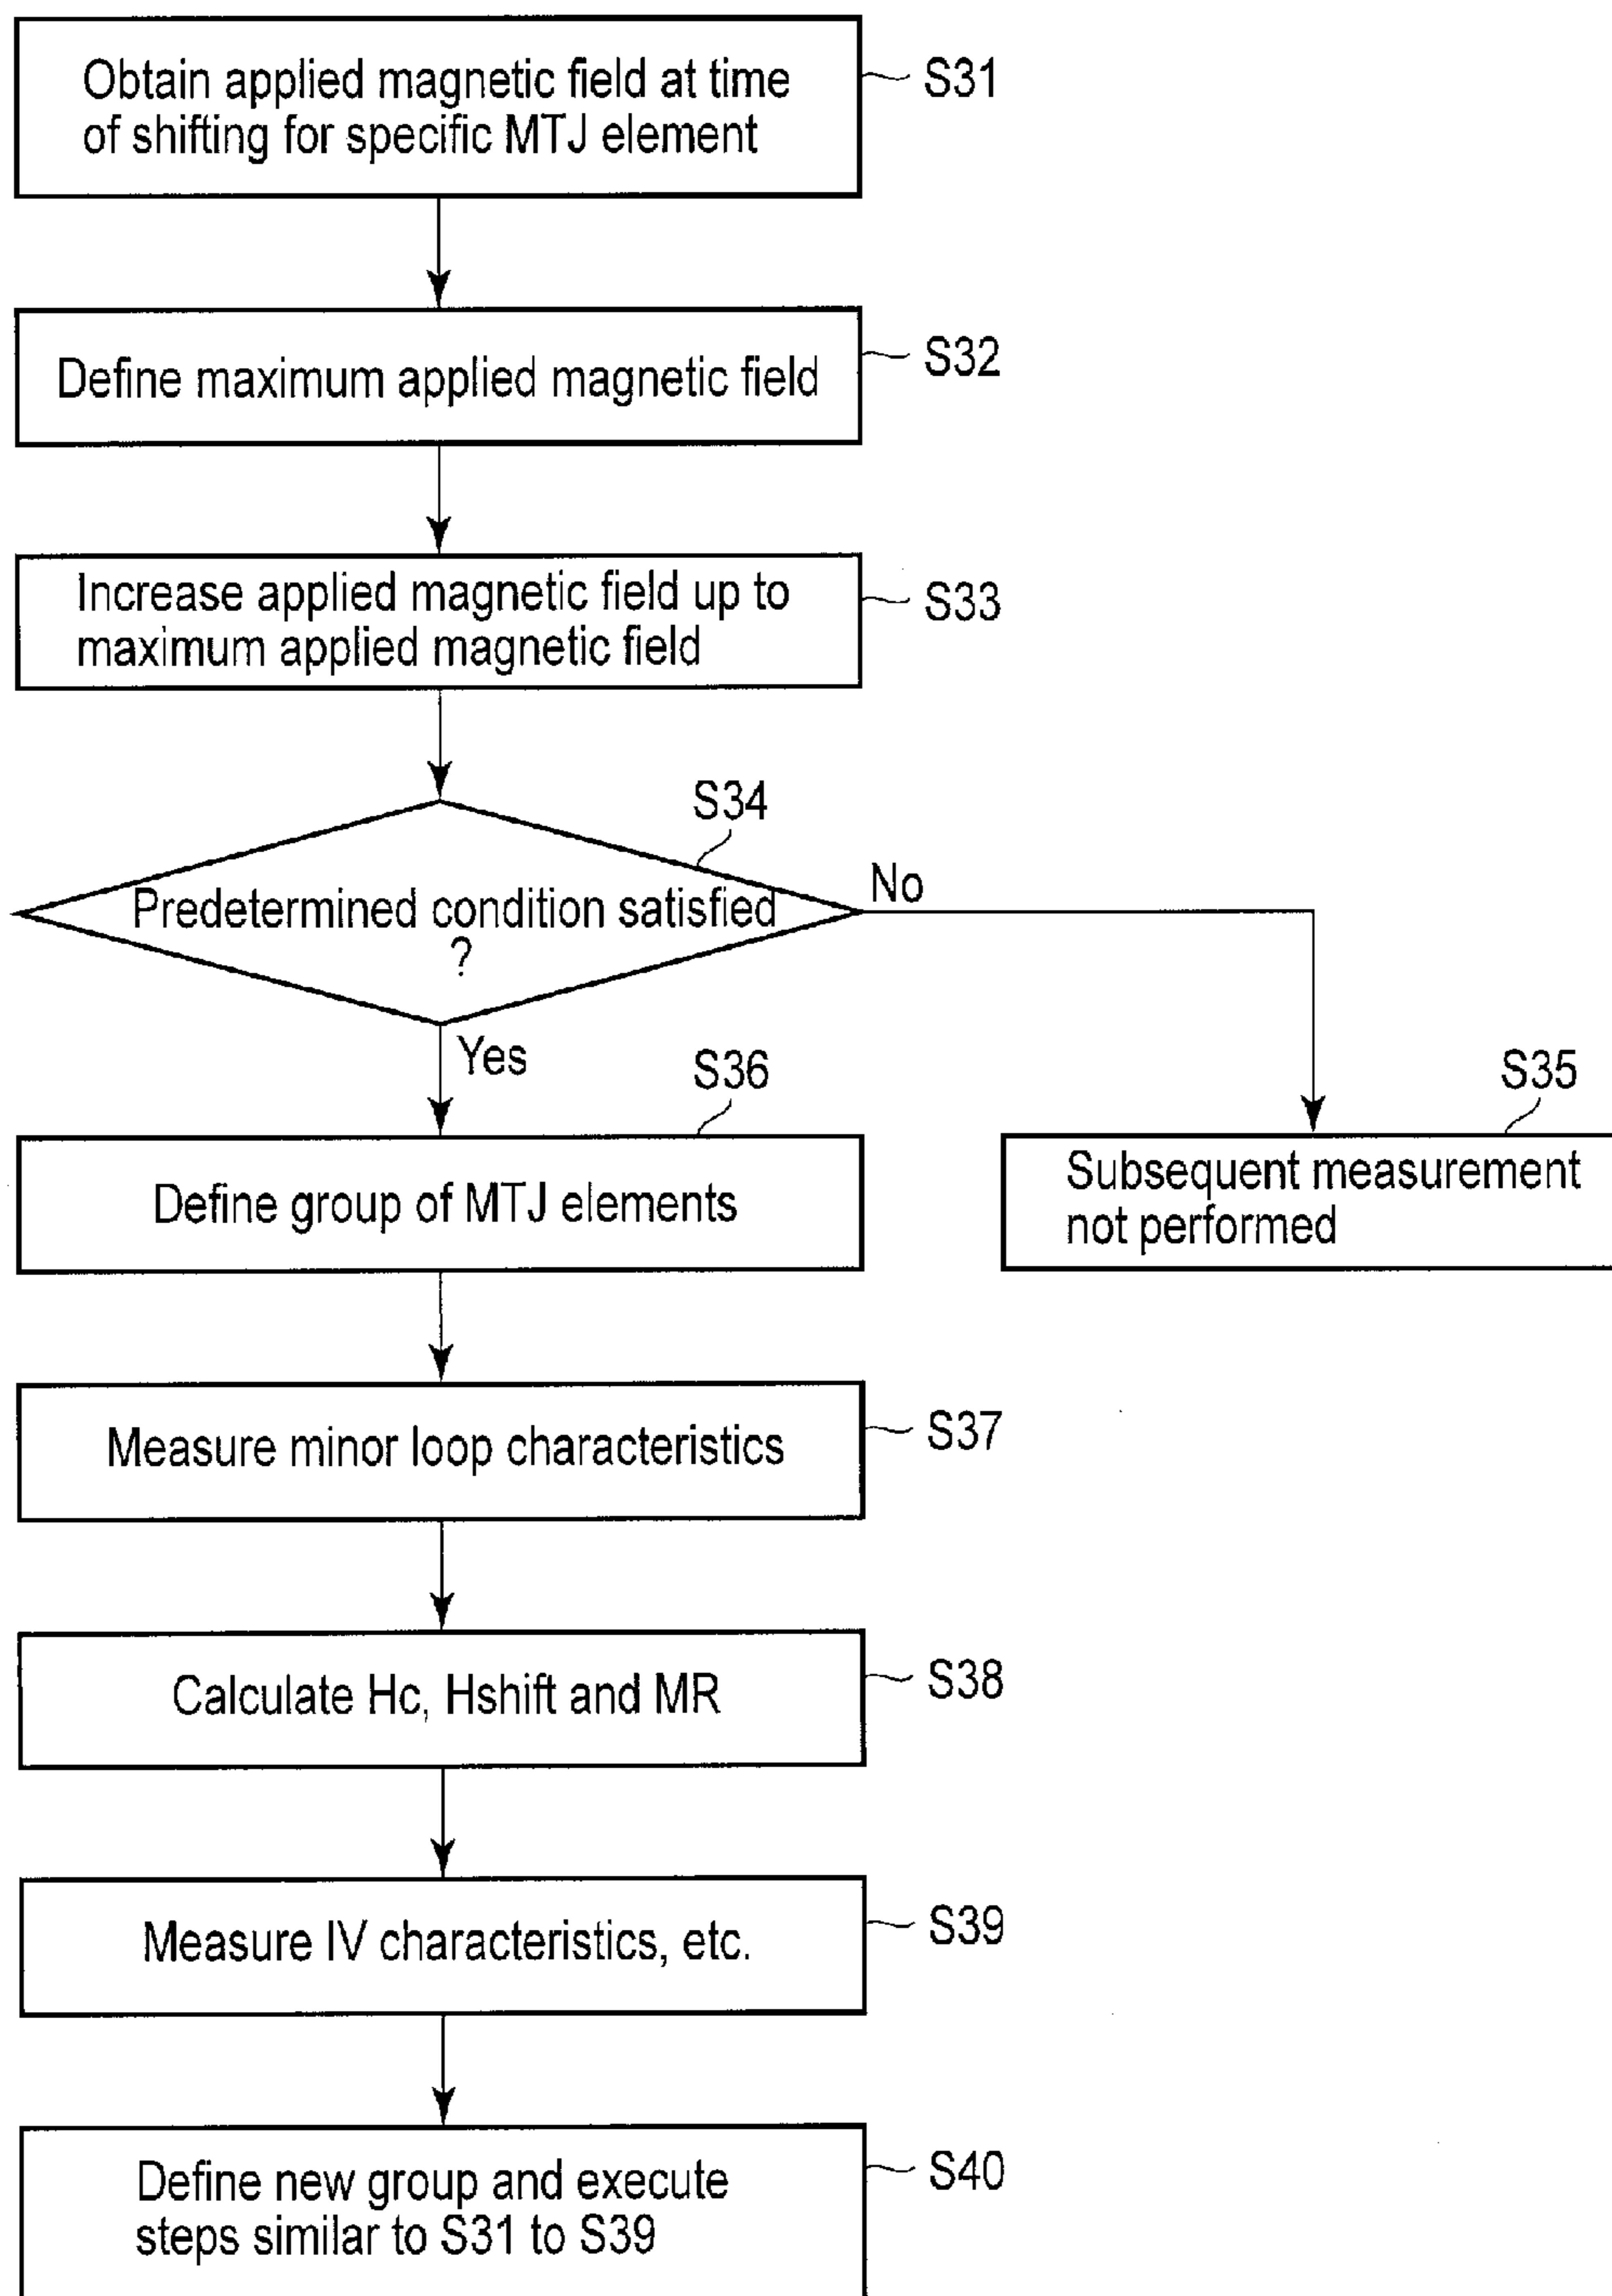 Obtain applied magnetic field at time
of shifting for specific MTJ element
S31
Define maximum applied magnetic field
S32
Increase applied magnetic field up to
maximum applied magnetic field
S33
S34
Predetermined condition satisfied
?
No
Yes
S36
S35
Define group of MTJ elements
Subsequent measurement
not performed
Measure minor loop characteristics
S37
Calculate Hc, Hshift and MR
S38
Measure IV characteristics, etc.
S39
Define new group and execute
steps similar to S31 to S39
S40